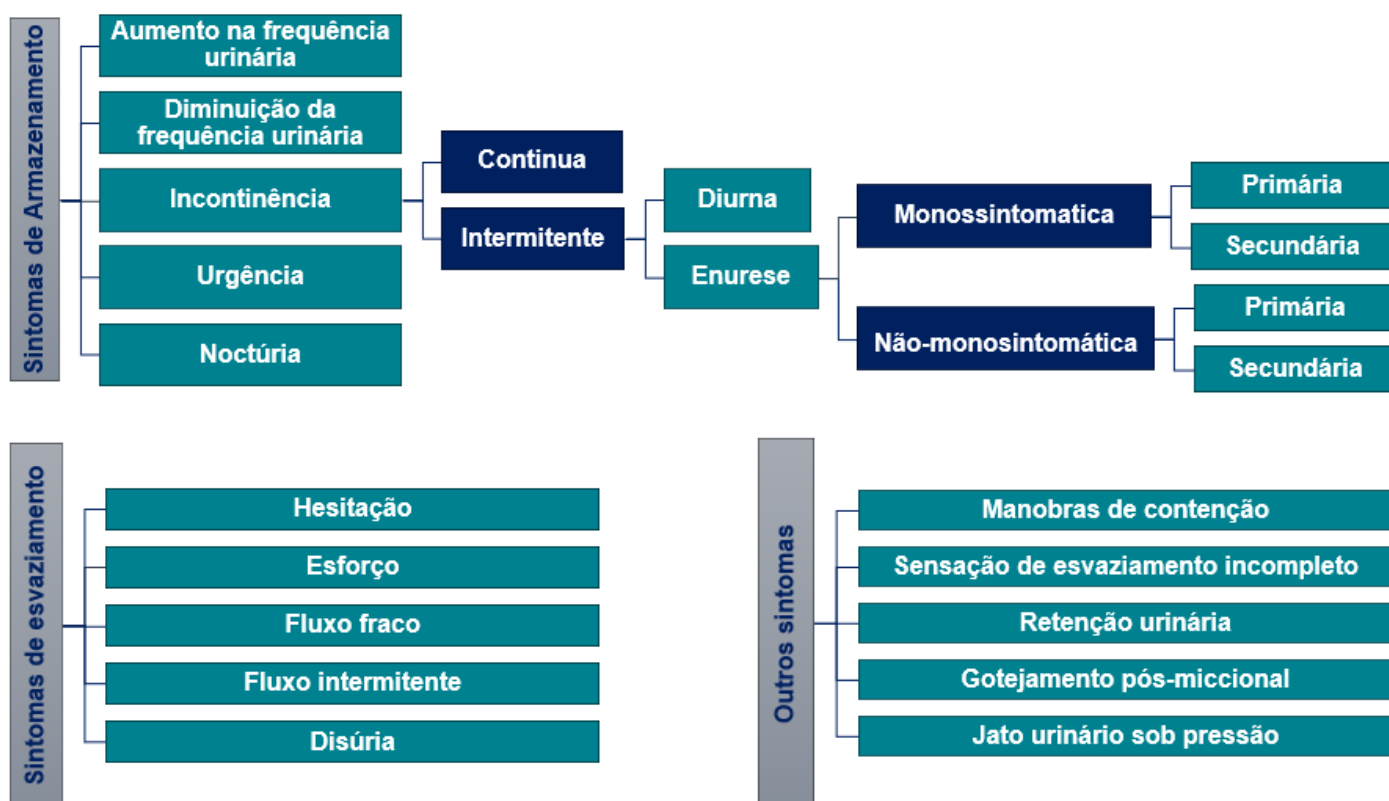 Sintomas de Armazenamento
Aumento na frequência
urinária
Diminuição da
frequência urinária
Incontinência
Urgência
Noctúria
Continua
Intermitente
Diurna
Enurese
Monossintomatica
Não-monosintomática
Primária
Secundária
Primária
Secundária
Sintomas de esvaziamento
Hesitação
Esforço
Fluxo fraco
Fluxo intermitente
Disúria
Outros sintomas
Manobras de contenção
Sensação de esvaziamento incompleto
Retenção urinária
Gotejamento pós-miccional
Jato urinário sob pressão